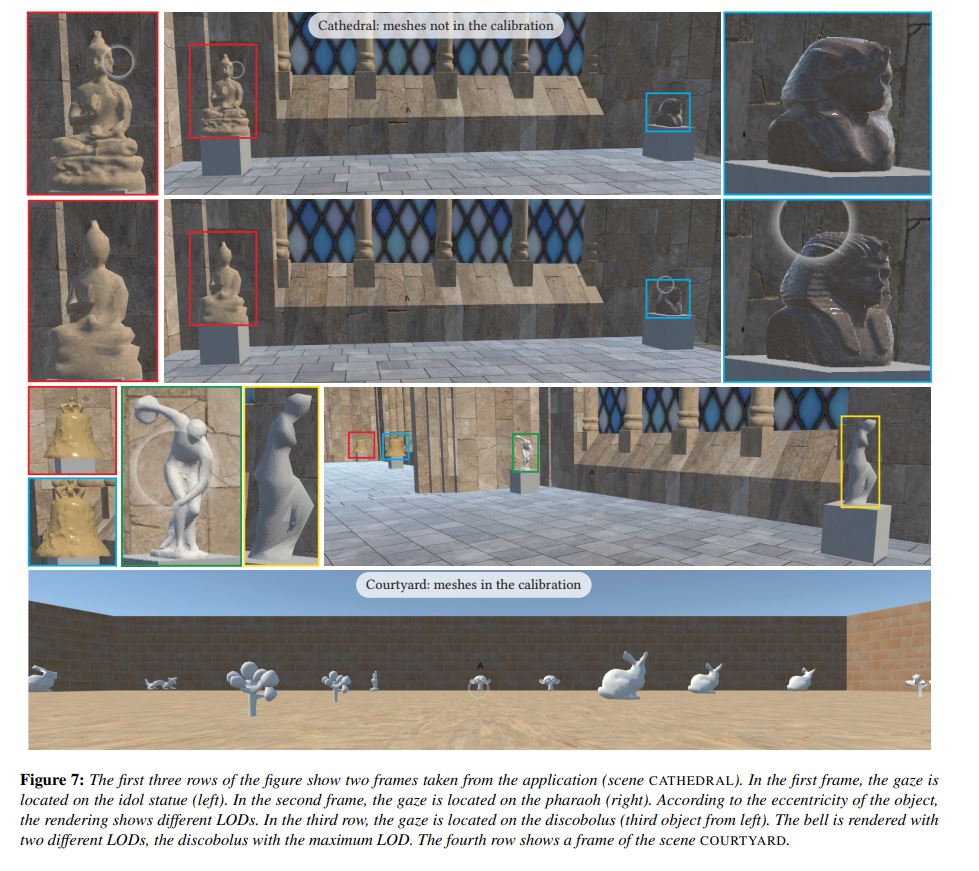 Cathedral: meshes not in the calibration
A
A
A
Courtyard: meshes in the calibration
A
Figure 7: The first three rows of the figure show two frames taken from the application (scene CATHEDRAL). In the first frame, the gaze is
located on the idol statue (left). In the second frame, the gaze is located on the pharaoh (right). According to the eccentricity of the object,
the rendering shows different LODs. In the third row, the gaze is located on the discobolus (third object from left). The bell is rendered with
two different LODs, the discobolus with the maximum LOD. The fourth row shows a frame of the scene COURTYARD.